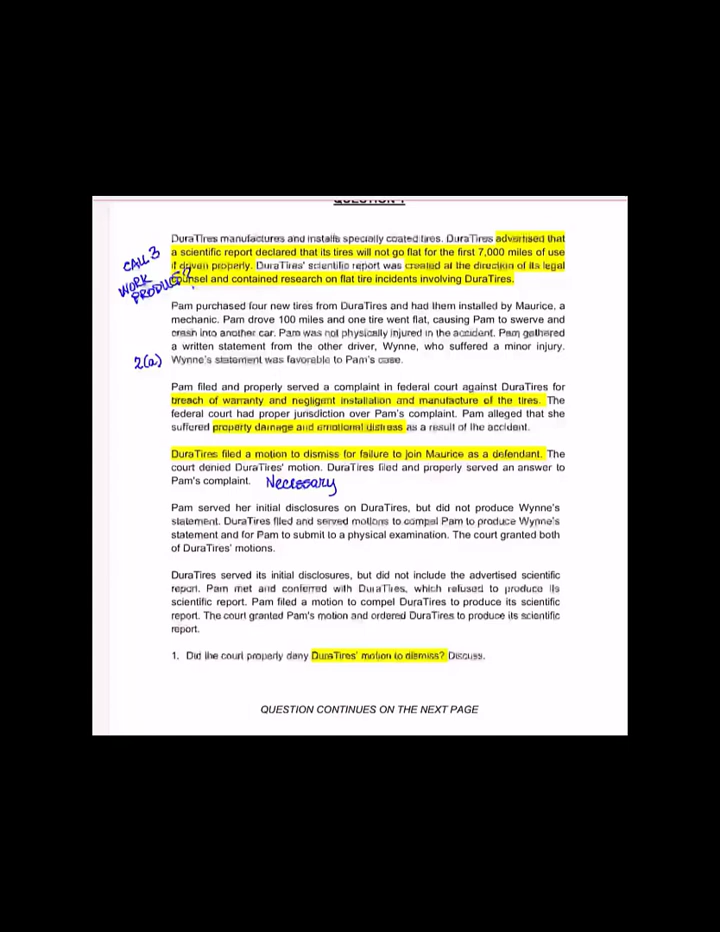 DuraTires manufactures and installs specially coated tires. DuraTires advertised that
a scientific report declared that its tires will not go flat for the first 7,000 miles of use
if driven properly. DuraTires' scientific report was created at the direction of its legal
counsel and contained research on flat tire incidents involving DuraTires.
CALL 3
WORK
PRODUCT?
Pam purchased four new tires from DuraTires and had them installed by Maurice, a
mechanic. Pam drove 100 miles and one tire went flat, causing Pam to swerve and
crash into another car. Pam was not physically injured in the accident. Pam gathered
a written statement from the other driver, Wynne, who suffered a minor injury.
2(a) Wynne's statement was favorable to Pam's case.
Pam filed and properly served a complaint in federal court against DuraTires for
breach of warranty and negligent installation and manufacture of the tires. The
federal court had proper jurisdiction over Pam's complaint. Pam alleged that she
suffered property damage and emotional distress as a result of the accident.
DuraTires filed a motion to dismiss for failure to join Maurice as a defendant. The
court denied DuraTires' motion. DuraTires filed and properly served an answer to
Pam's complaint. Necessary
Pam served her initial disclosures on DuraTires, but did not produce Wynne's
statement. DuraTires filed and served motions to compel Pam to produce Wynne's
statement and for Pam to submit to a physical examination. The court granted both
of DuraTires' motions.
DuraTires served its initial disclosures, but did not include the advertised scientific
report. Pam met and conferred with DuraTires, which refused to produce its
scientific report. Pam filed a motion to compel DuraTires to produce its scientific
report. The court granted Pam's motion and ordered DuraTires to produce its scientific
report.
1. Did the court properly deny DuraTires' motion to dismiss? Discuss.
QUESTION CONTINUES ON THE NEXT PAGE